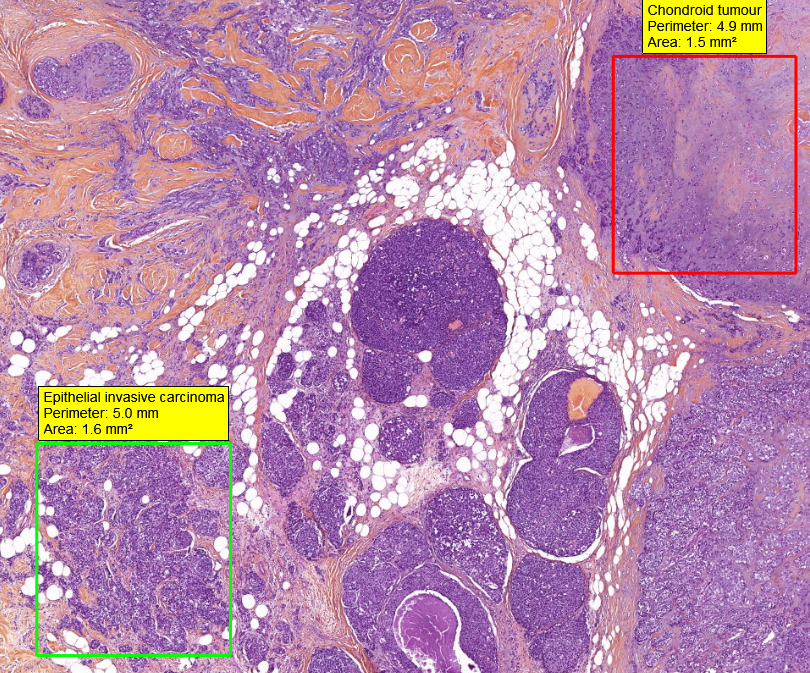 Chondroid tumour
Perimeter: 4.9 mm
Area: 1.5 mm²
Epithelial invasive carcinoma
Perimeter: 5.0 mm
Area: 1.6 mm²